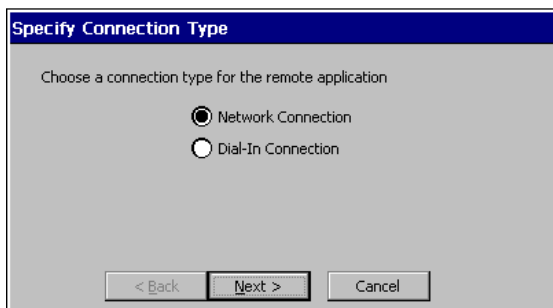 Specify Connection Type
Choose a connection type for the remote application
Network Connection
Dial-In Connection
< Back Next > Cancel